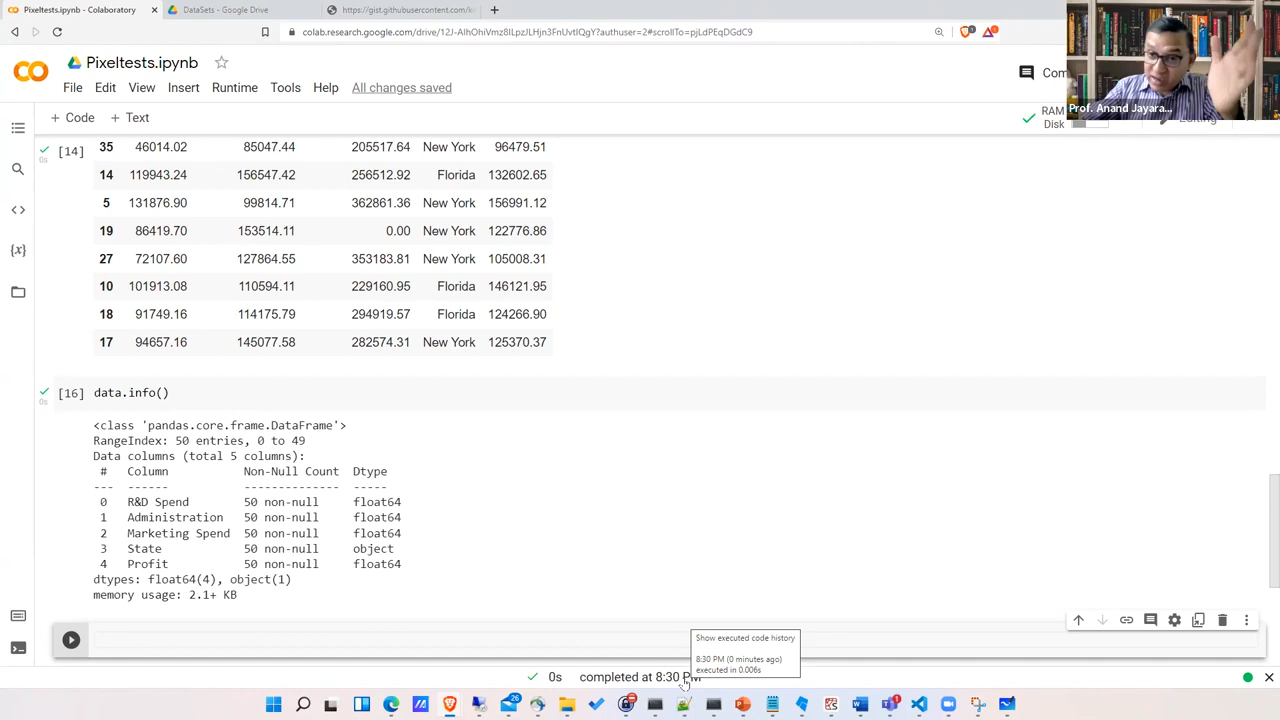 Pixeltests.ipynb - Colaboratory
DataSets - Google Drive
https://gist.githubusercontent.com/k
colab.research.google.com/drive/12J-AlhOhiVmz8ILpzJLHjn3FnUvtIQgY?authuser=2#scrollTo=pjLdPEqDGdC9
Pixeltests.ipynb
File Edit View Insert Runtime Tools Help All changes saved
Com
Prof. Anand Jayara...
+ Code + Text
RAM
Disk
Editing
[14] 35 46014.02 85047.44 205517.64 New York 96479.51
0s
14 119943.24 156547.42 256512.92 Florida 132602.65
5 131876.90 99814.71 362861.36 New York 156991.12
19 86419.70 153514.11 0.00 New York 122776.86
27 72107.60 127864.55 353183.81 New York 105008.31
10 101913.08 110594.11 229160.95 Florida 146121.95
18 91749.16 114175.79 294919.57 Florida 124266.90
17 94657.16 145077.58 282574.31 New York 125370.37
[16] data.info()
0s
<class 'pandas.core.frame.DataFrame'>
RangeIndex: 50 entries, 0 to 49
Data columns (total 5 columns):
# Column Non-Null Count Dtype
--- ------ -------------- -----
0 R&D Spend 50 non-null float64
1 Administration 50 non-null float64
2 Marketing Spend 50 non-null float64
3 State 50 non-null object
4 Profit 50 non-null float64
dtypes: float64(4), object(1)
memory usage: 2.1+ KB
Show executed code history
8:30 PM (0 minutes ago)
executed in 0.006s
0s completed at 8:30 PM